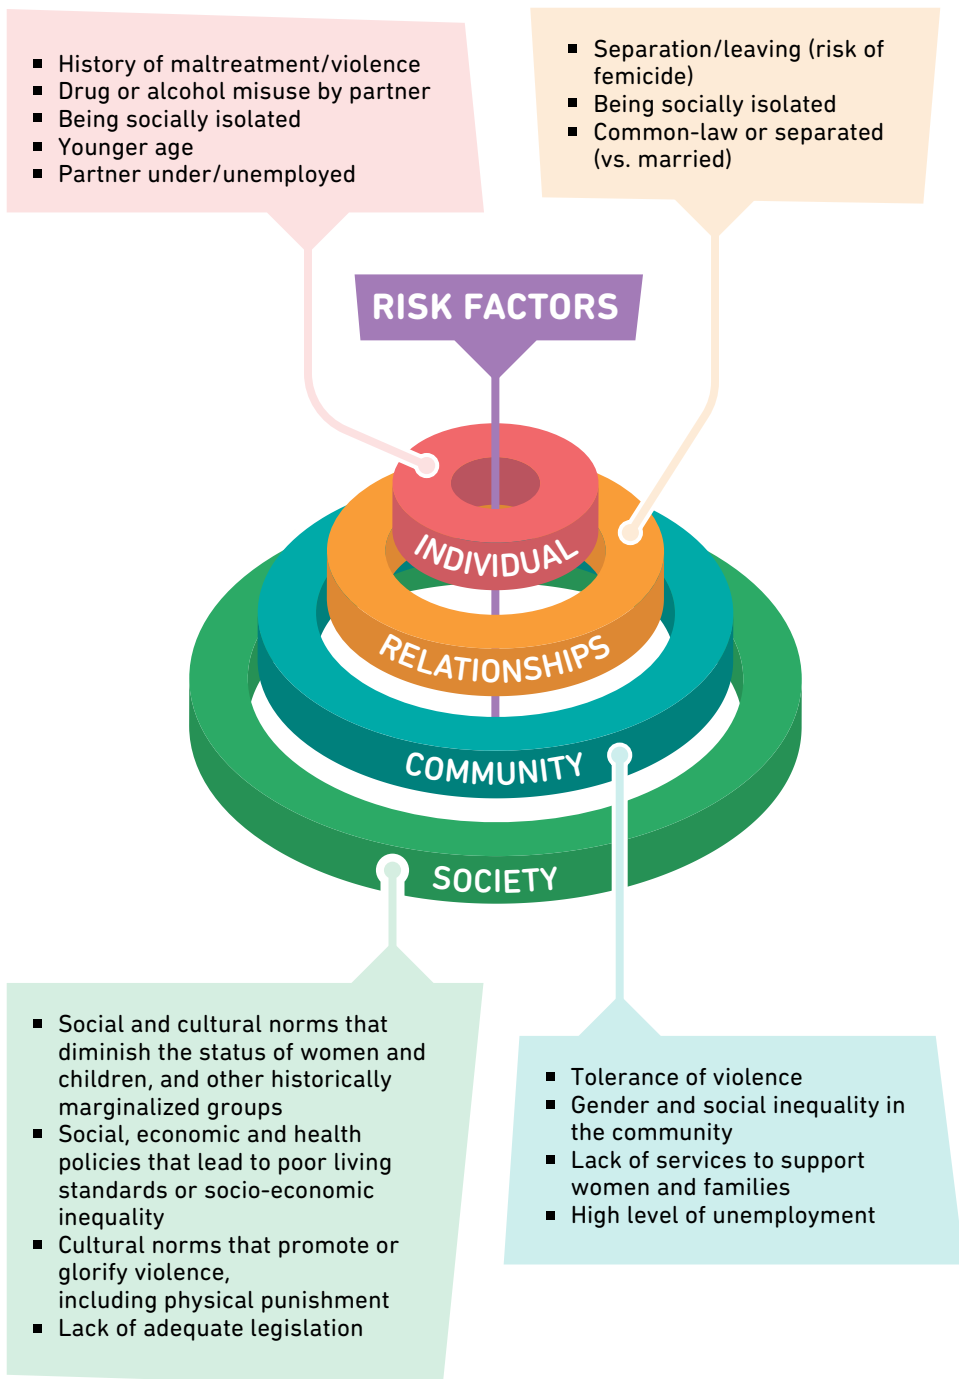 ▪ History of maltreatment/violence
▪ Drug or alcohol misuse by partner
▪ Being socially isolated
▪ Younger age
▪ Partner under/unemployed
▪ Separation/leaving (risk of
femicide)
▪ Being socially isolated
▪ Common-law or separated
(vs. married)
RISK FACTORS
INDIVIDUAL
RELATIONSHIPS
COMMUNITY
SOCIETY
▪ Social and cultural norms that
diminish the status of women and
children, and other historically
marginalized groups
▪ Social, economic and health
policies that lead to poor living
standards or socio-economic
inequality
▪ Cultural norms that promote or
glorify violence,
including physical punishment
▪ Lack of adequate legislation
▪ Tolerance of violence
▪ Gender and social inequality in
the community
▪ Lack of services to support
women and families
▪ High level of unemployment